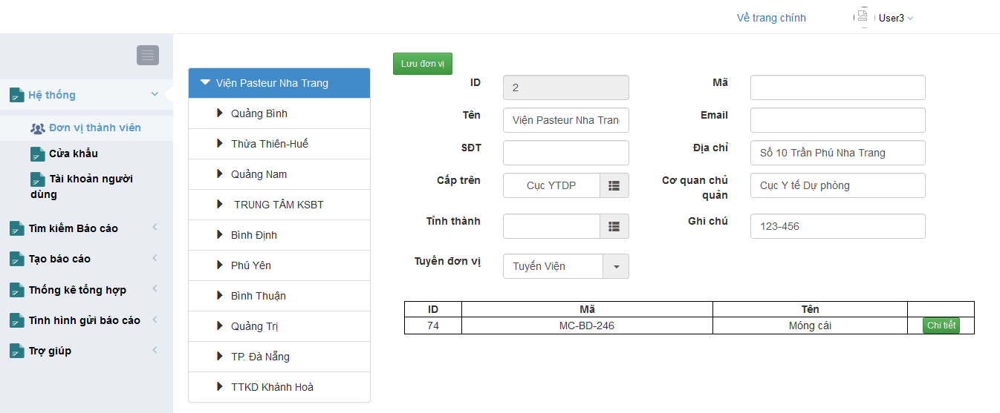 Về trang chính
User3
Hệ thống
Đơn vị thành viên
Cửa khẩu
Tài khoản người
dùng
Tìm kiếm Báo cáo
Tạo báo cáo
Thống kê tổng hợp
Tình hình gửi báo cáo
Trợ giúp
Viện Pasteur Nha Trang
Quảng Bình
Thừa Thiên-Huế
Quảng Nam
TRUNG TÂM KSBT
Bình Định
Phú Yên
Bình Thuận
Quảng Trị
TP. Đà Nẵng
TTKD Khánh Hoà
Lưu đơn vị
ID 2 Mã
Tên Viện Pasteur Nha Trang Email
SĐT Địa chỉ Số 10 Trần Phú Nha Trang
Cấp trên Cục YTDP Cơ quan chủ
quản Cục Y tế Dự phòng
Tỉnh thành Ghi chú 123-456
Tuyến đơn vị Tuyến Viện
ID Mã Tên
74 MC-BD-246 Móng cái Chi tiết